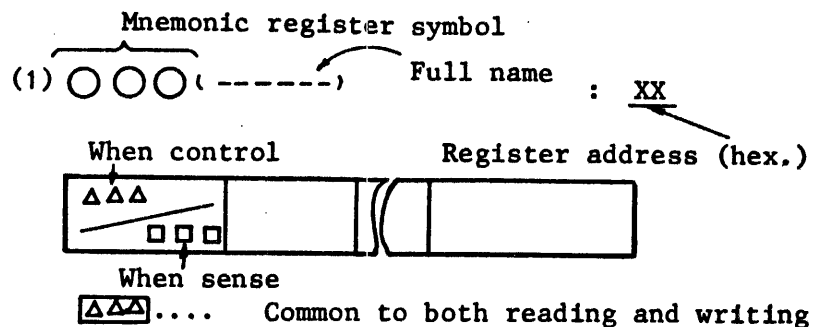 Mnemonic register symbol
(1) ○○○(------) Full name : XX
When control Register address (hex.)
△△△
□□□
When sense
△△△.... Common to both reading and writing